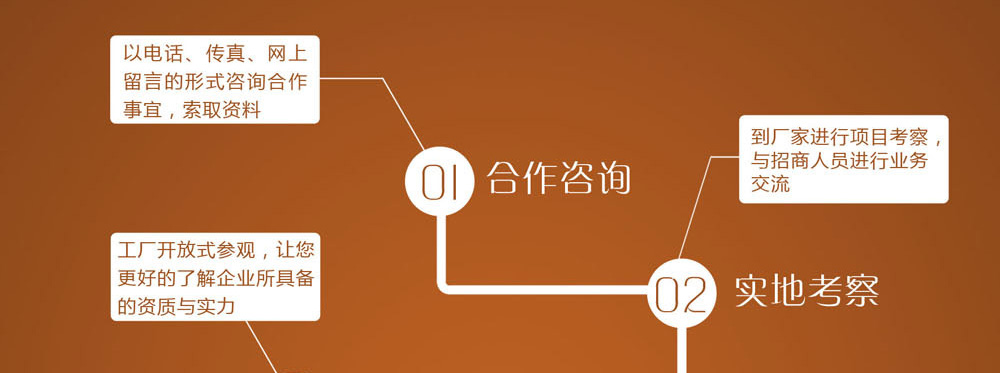 以电话、传真、网上
留言的形式咨询合作
事宜，索取资料
01 合作咨询
到厂家进行项目考察，
与招商人员进行业务
交流
02 实地考察
工厂开放式参观，让您
更好的了解企业所具备
的资质与实力